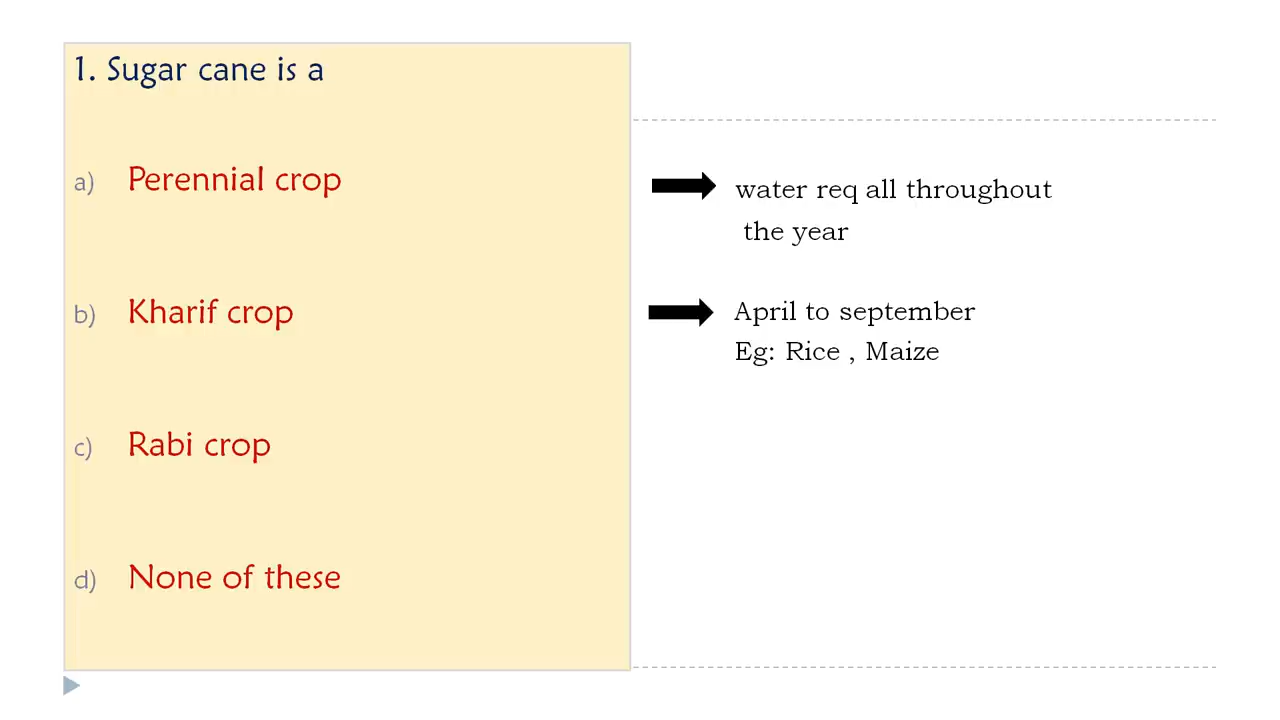 1. Sugar cane is a
a) Perennial crop
water req all throughout
the year
b) Kharif crop
April to september
Eg: Rice , Maize
c) Rabi crop
d) None of these